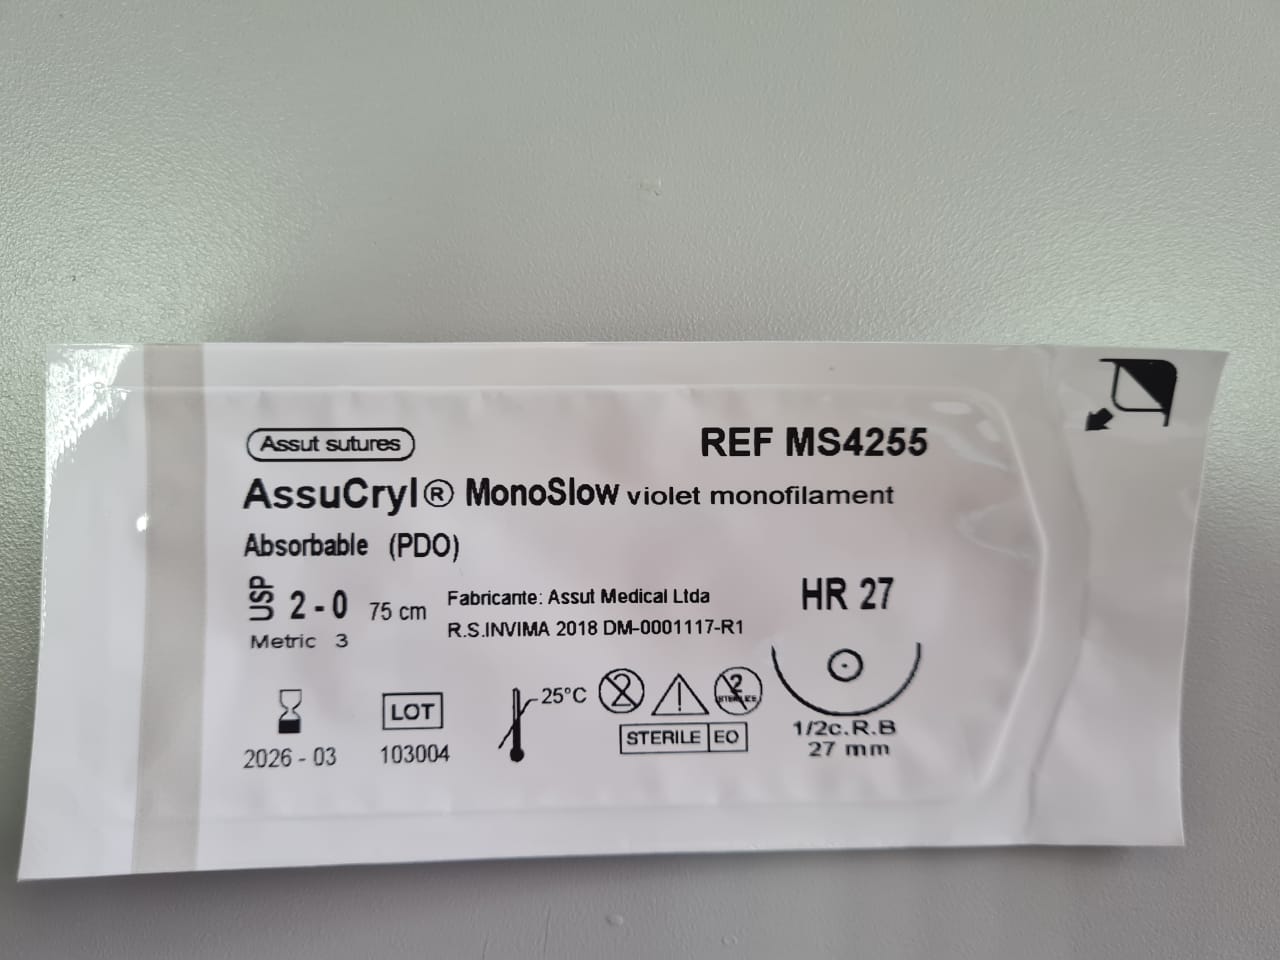 Assut sutures
REF MS4255
AssuCryl® MonoSlow violet monofilament
Absorbable (PDO)
USP 2-0 75 cm
Metric 3
Fabricante: Assut Medical Ltda
R.S.INVIMA 2018 DM-0001117-R1
HR 27
25°C
2
LOT
STERILE EO
1/2c.R.B
27 mm
2026-03
103004